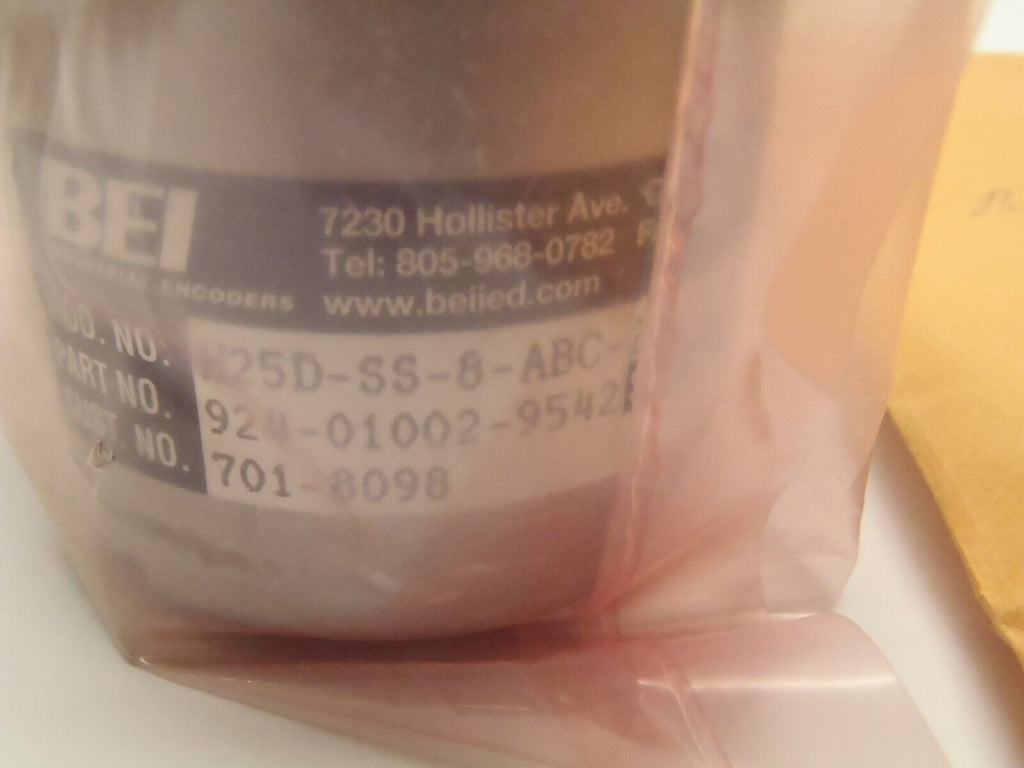 BEI
7230 Hollister Ave.
Tel: 805-968-0782
ENCODERS
www.beiied.com
NO. 25D-SS-8-ABC-
PART NO. 924-01002-9542
NO. 701-8098